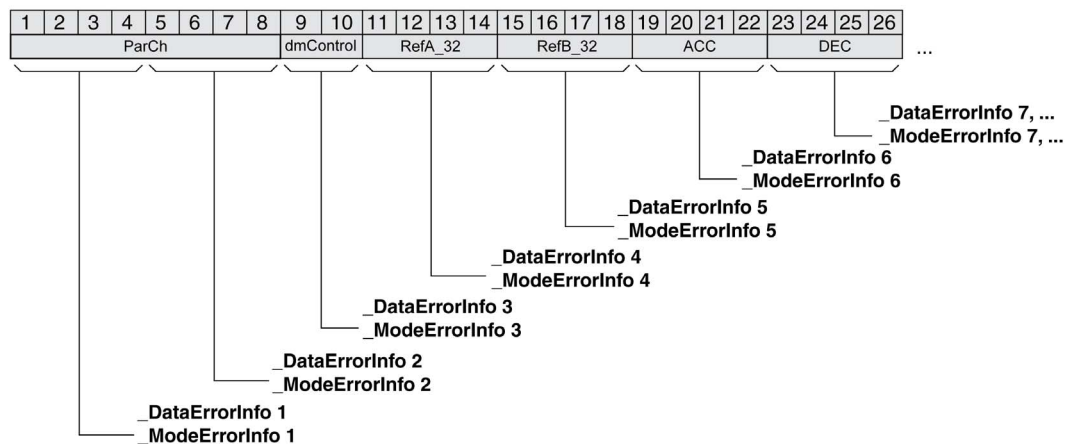 1 2 3 4 5 6 7 8 9 10 11 12 13 14 15 16 17 18 19 20 21 22 23 24 25 26
ParCh dmControl RefA_32 RefB_32 ACC DEC ...
_DataErrorInfo 7, ...
_ModeErrorInfo 7, ...
_DataErrorInfo 6
_ModeErrorInfo 6
_DataErrorInfo 5
_ModeErrorInfo 5
_DataErrorInfo 4
_ModeErrorInfo 4
_DataErrorInfo 3
_ModeErrorInfo 3
_DataErrorInfo 2
_ModeErrorInfo 2
_DataErrorInfo 1
_ModeErrorInfo 1